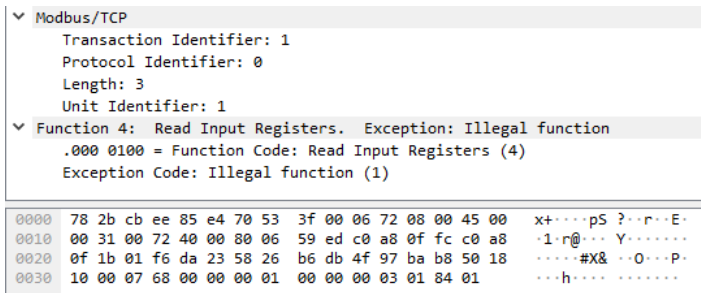 Modbus/TCP
Transaction Identifier: 1
Protocol Identifier: 0
Length: 3
Unit Identifier: 1
Function 4:  Read Input Registers.  Exception: Illegal function
.000 0100 = Function Code: Read Input Registers (4)
Exception Code: Illegal function (1)
0000  78 2b cb ee 85 e4 70 53  3f 00 06 72 08 00 45 00  x+····pS ?··r··E·
0010  00 31 00 72 40 00 80 06  59 ed c0 a8 0f fc c0 a8  ·1·r@··· Y·······
0020  0f 1b 01 f6 da 23 58 26  b6 db 4f 97 ba b8 50 18  ·····#X& ··O···P·
0030  10 00 07 68 00 00 00 01  00 00 00 03 01 84 01  ···h···· ·······